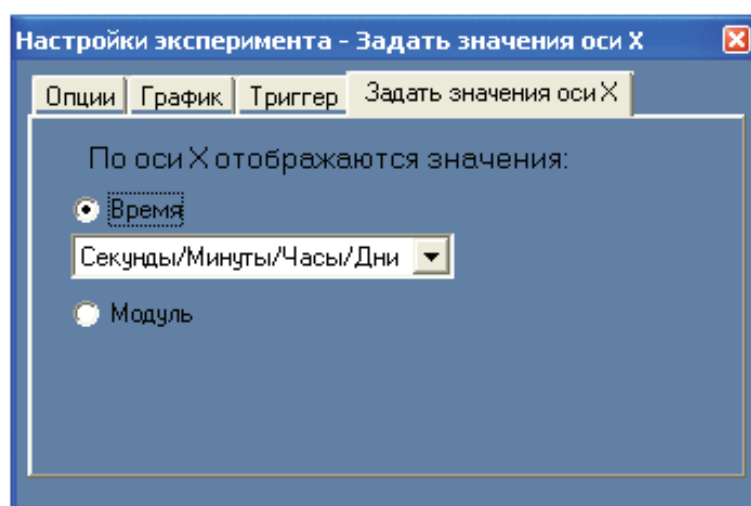 Настройки эксперимента - Задать значения оси X
Опции График Триггер Задать значения оси X
По оси X отображаются значения:
Время
Секунды/Минуты/Часы/Дни
Модуль